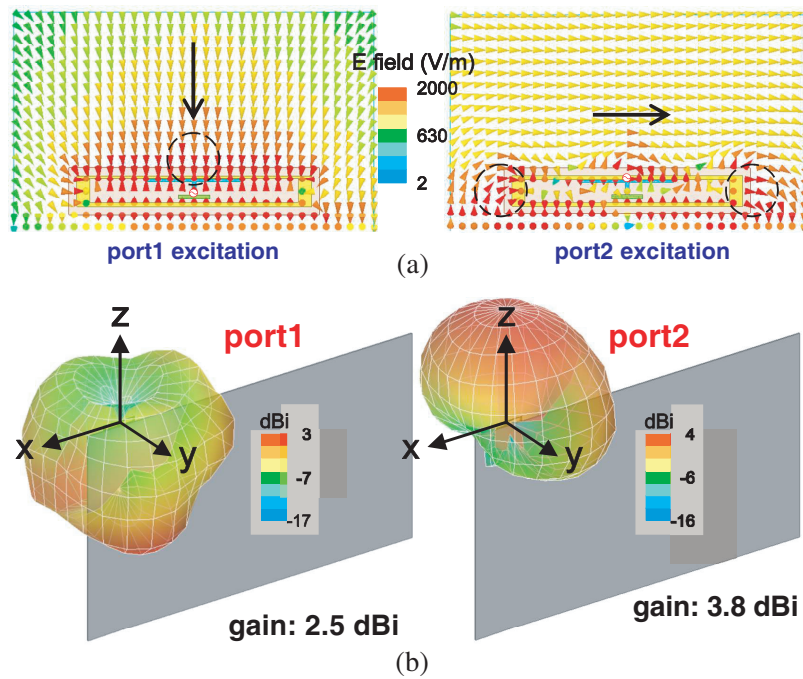 E field (V/m)
2000
630
2
port1 excitation
port2 excitation
(a)
z
x
y
port1
dBi
3
-7
-17
gain: 2.5 dBi
z
x
y
port2
dBi
4
-6
-16
gain: 3.8 dBi
(b)